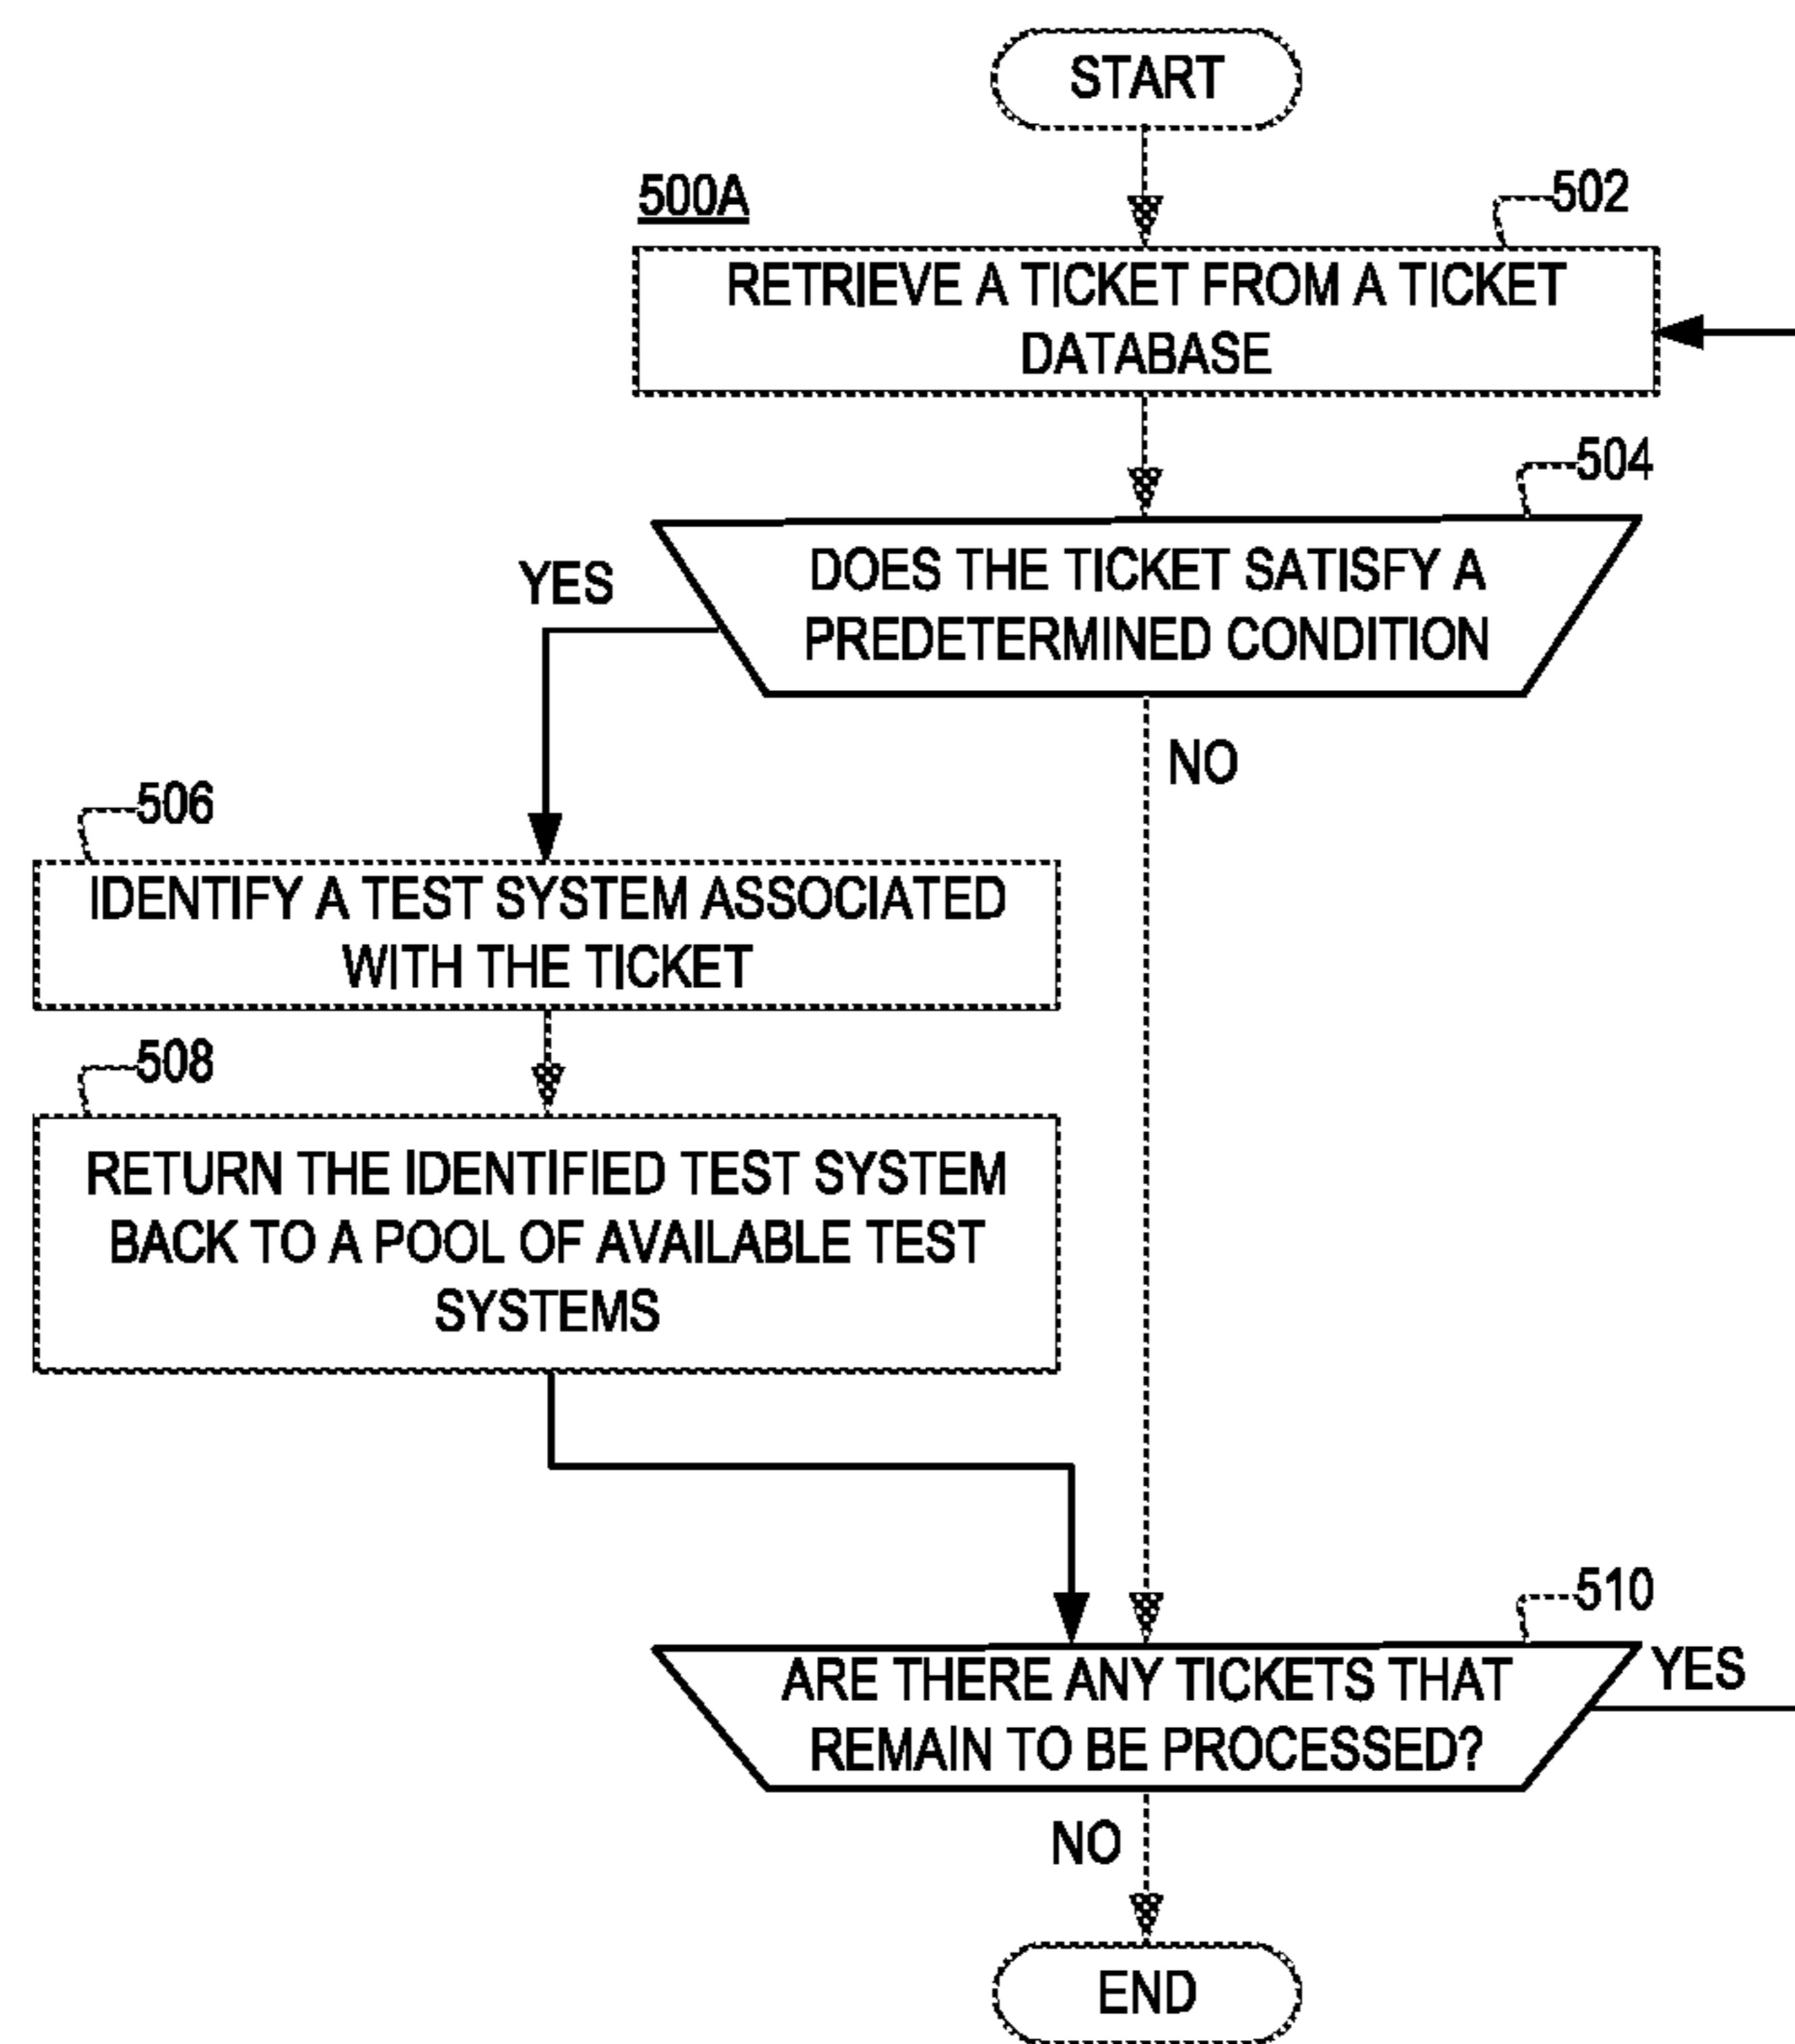 START
500A
502
RETRIEVE A TICKET FROM A TICKET
DATABASE
504
DOES THE TICKET SATISFY A
PREDETERMINED CONDITION
YES
NO
506
IDENTIFY A TEST SYSTEM ASSOCIATED
WITH THE TICKET
508
RETURN THE IDENTIFIED TEST SYSTEM
BACK TO A POOL OF AVAILABLE TEST
SYSTEMS
510
ARE THERE ANY TICKETS THAT
REMAIN TO BE PROCESSED?
YES
NO
END